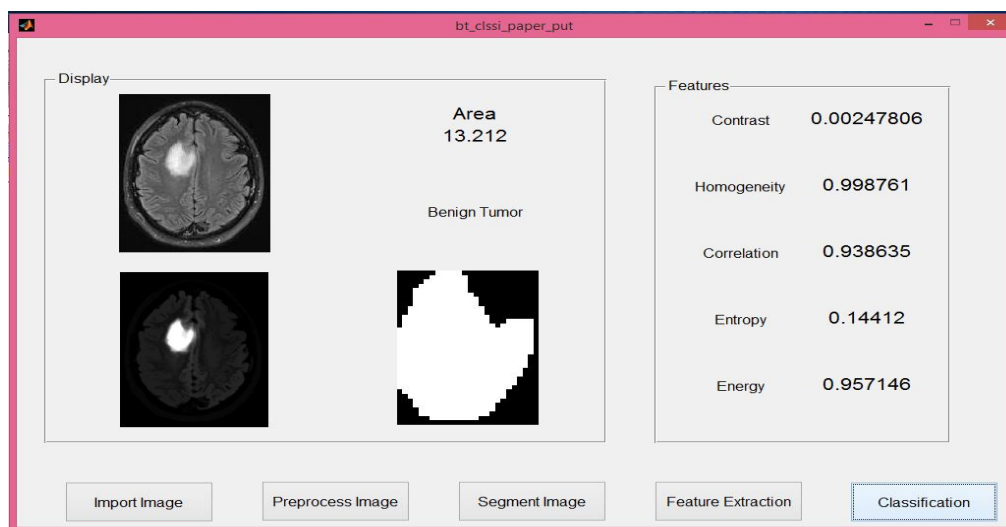 bt_clssi_paper_put
Display
Area
13.212
Benign Tumor
Features
Contrast 0.00247806
Homogeneity 0.998761
Correlation 0.938635
Entropy 0.14412
Energy 0.957146
Import Image
Preprocess Image
Segment Image
Feature Extraction
Classification